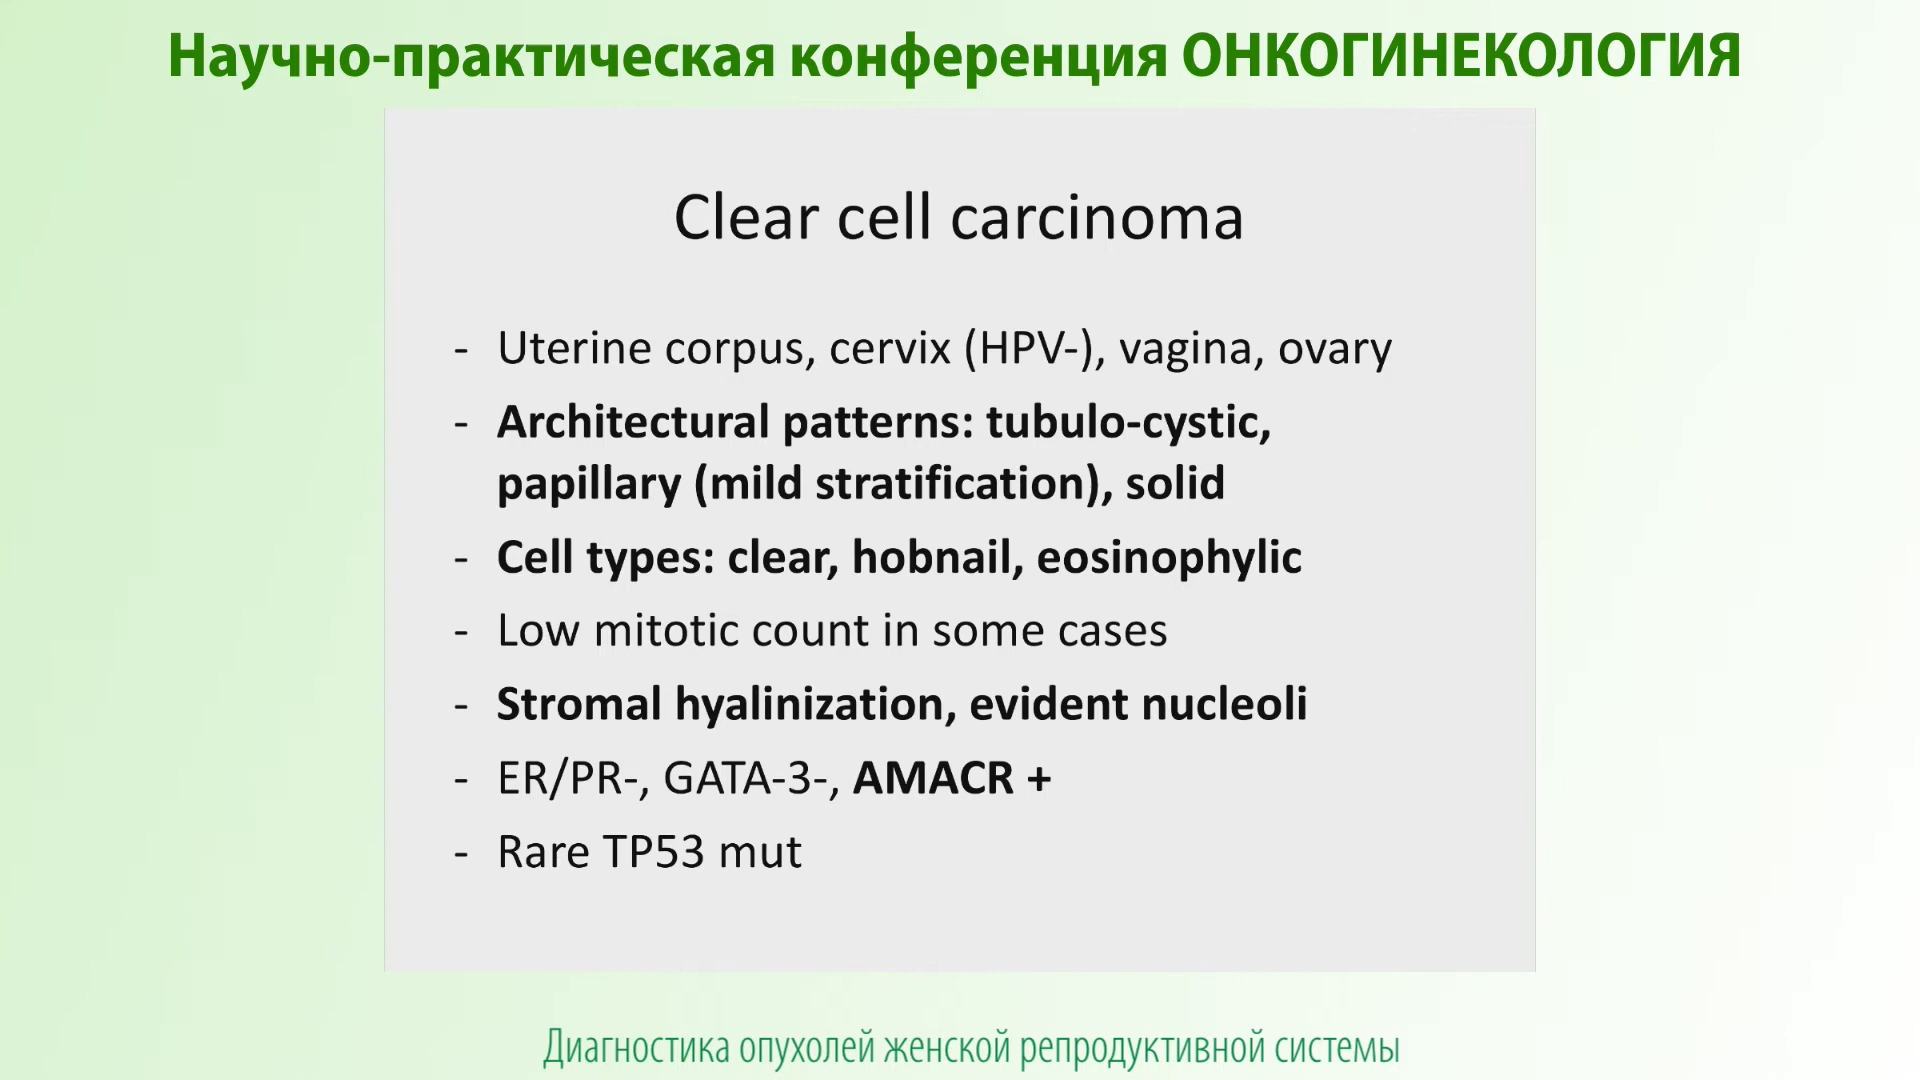 Научно-практическая конференция ОНКОГИНЕКОЛОГИЯ
Clear cell carcinoma
- Uterine corpus, cervix (HPV-), vagina, ovary
- Architectural patterns: tubulo-cystic,
papillary (mild stratification), solid
- Cell types: clear, hobnail, eosinophylic
- Low mitotic count in some cases
- Stromal hyalinization, evident nucleoli
- ER/PR-, GATA-3-, AMACR +
- Rare TP53 mut
Диагностика опухолей женской репродуктивной системы